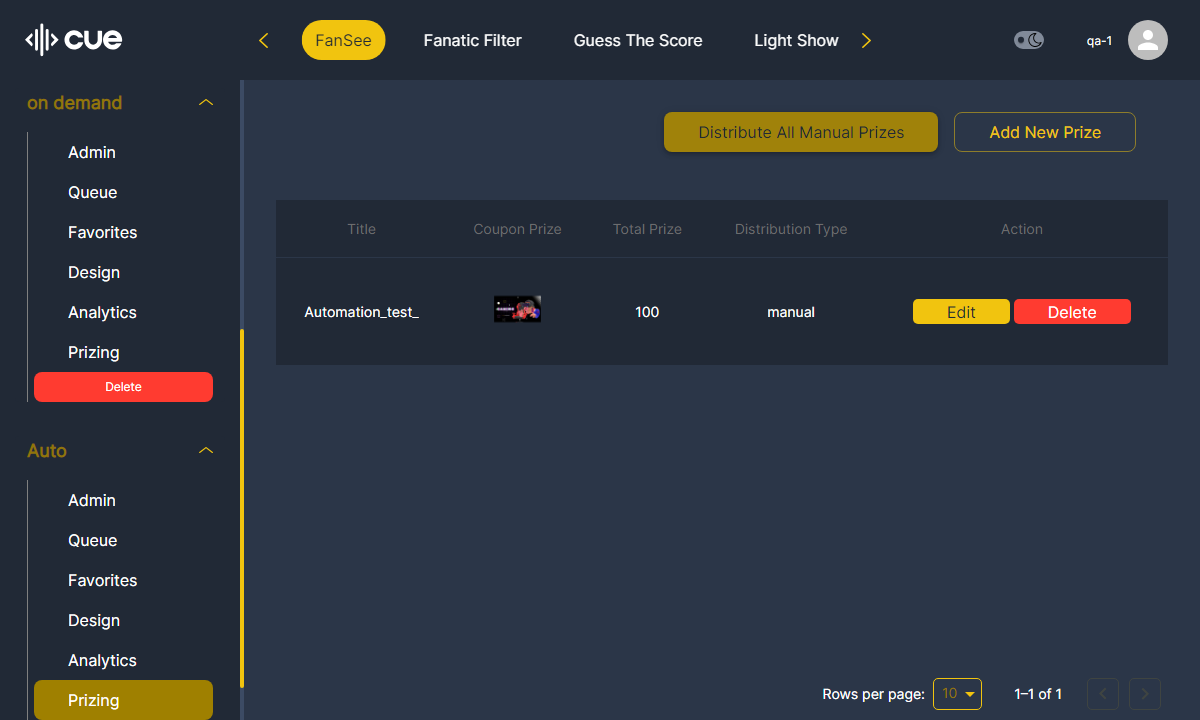 cue
FanSee Fanatic Filter Guess The Score Light Show
qa-1
on demand
Admin
Queue
Favorites
Design
Analytics
Prizing
Delete
Auto
Admin
Queue
Favorites
Design
Analytics
Prizing
Distribute All Manual Prizes Add New Prize
Title Coupon Prize Total Prize Distribution Type Action
Automation_test_ 100 manual Edit Delete
Rows per page: 10 1–1 of 1